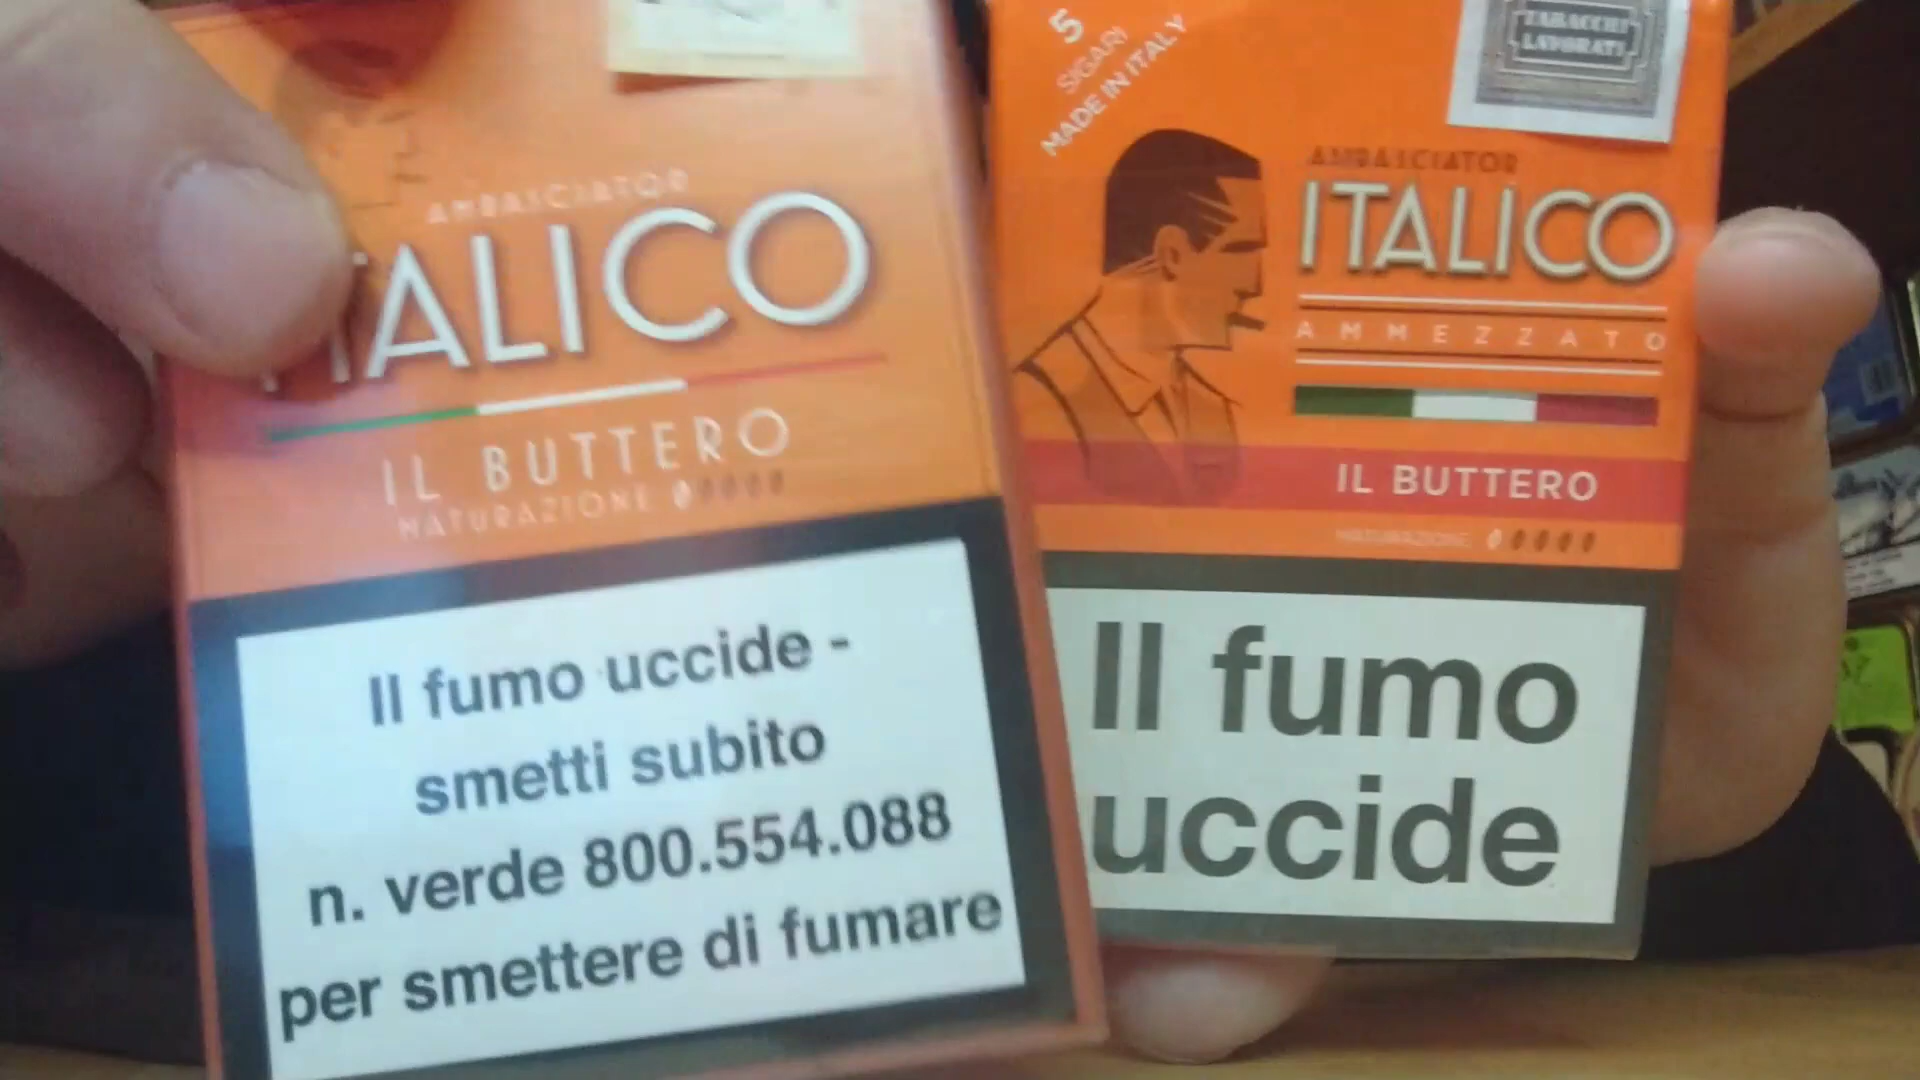 AMBASCIATOR
ITALICO
IL BUTTERO
MATURAZIONE
Il fumo uccide -
smetti subito
n. verde 800.554.088
per smettere di fumare
5
SIGARI
MADE IN ITALY
TABACCHI
LAVORATI
AMBASCIATOR
ITALICO
AMMEZZATO
IL BUTTERO
MATURAZIONE
Il fumo
uccide